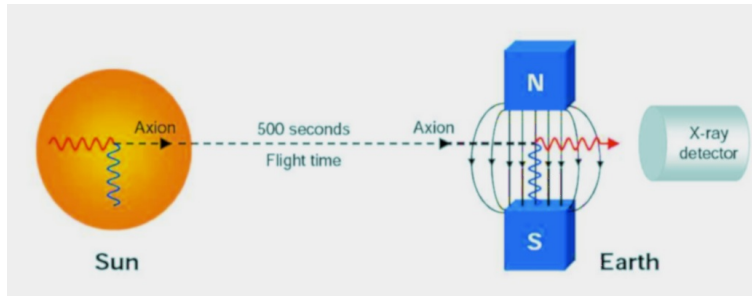 N
Axion
500 seconds
Flight time
Axion
X-ray
detector
S
Sun
Earth